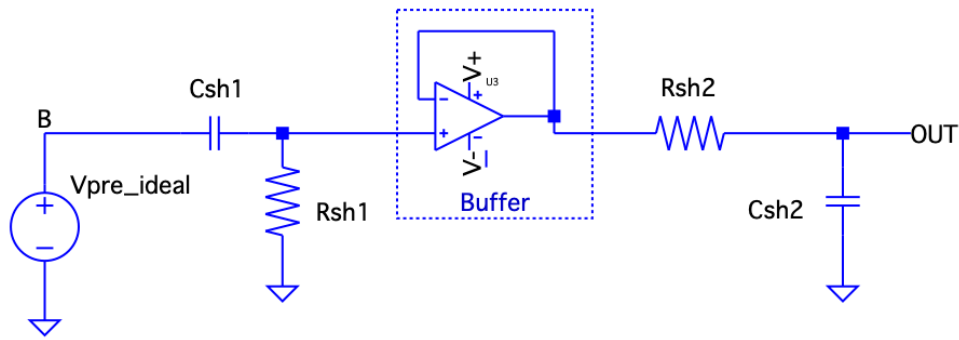 Csh1
B
Vpre_ideal
Rsh1
V+
U3
V-
Buffer
Rsh2
OUT
Csh2